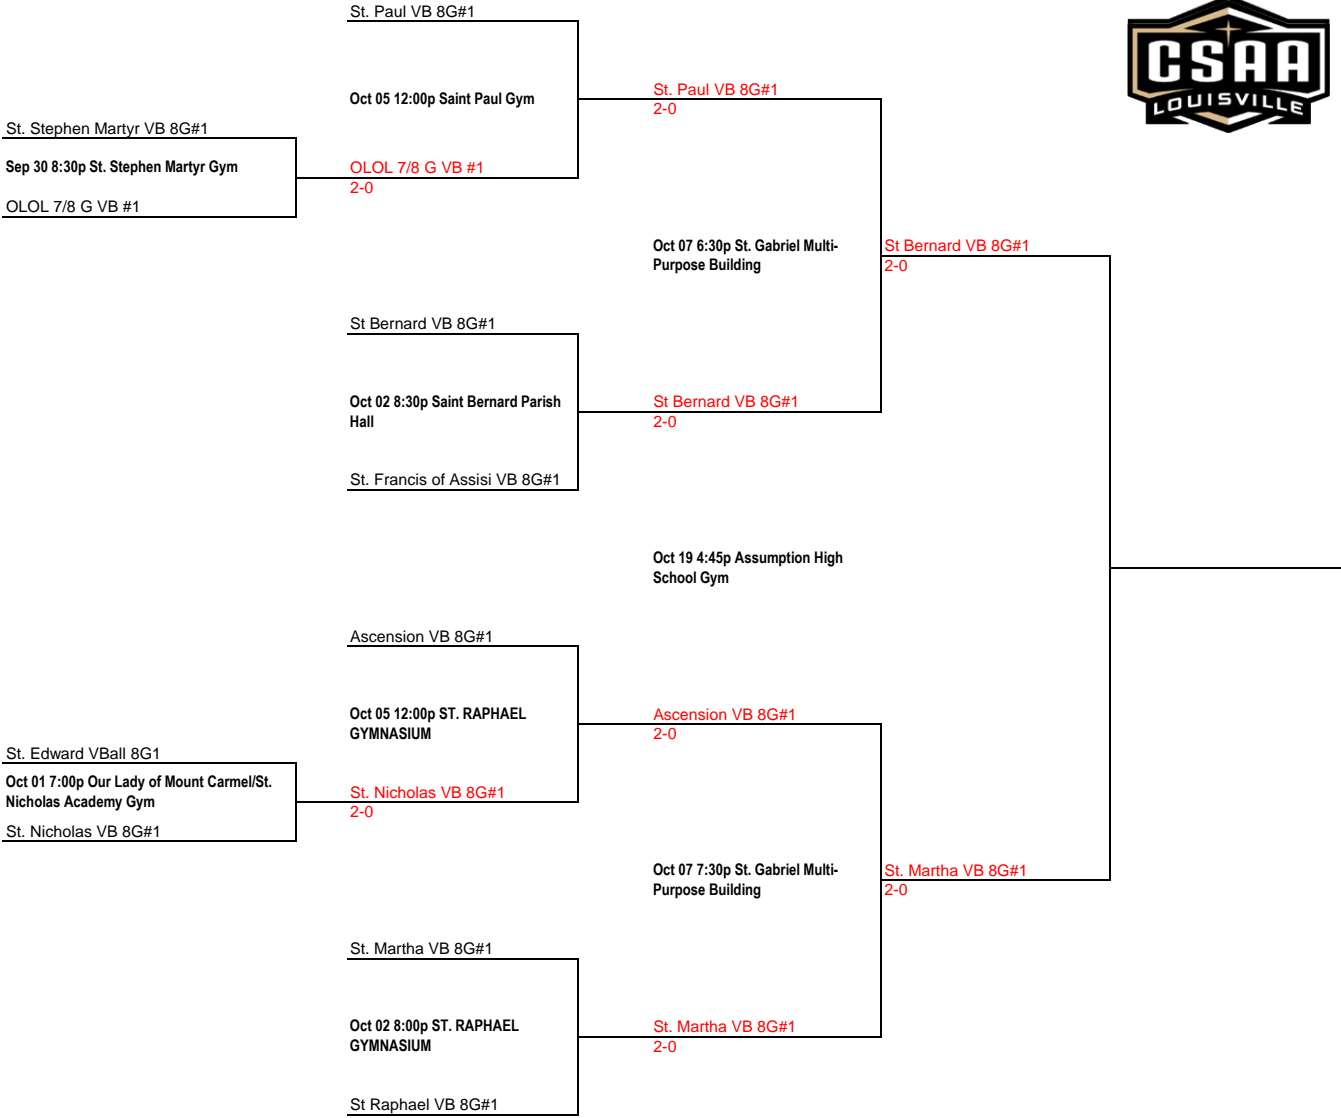 St. Paul VB 8G#1
CSAA
LOUISVILLE
Oct 05 12:00p Saint Paul Gym
St. Paul VB 8G#1
2-0
St. Stephen Martyr VB 8G#1
Sep 30 8:30p St. Stephen Martyr Gym
OLOL 7/8 G VB #1
2-0
OLOL 7/8 G VB #1
Oct 07 6:30p St. Gabriel Multi-
Purpose Building
St Bernard VB 8G#1
2-0
St Bernard VB 8G#1
Oct 02 8:30p Saint Bernard Parish
Hall
St Bernard VB 8G#1
2-0
St. Francis of Assisi VB 8G#1
Oct 19 4:45p Assumption High
School Gym
Ascension VB 8G#1
Oct 05 12:00p ST. RAPHAEL
GYMNASIUM
Ascension VB 8G#1
2-0
St. Edward VBall 8G1
Oct 01 7:00p Our Lady of Mount Carmel/St.
Nicholas Academy Gym
St. Nicholas VB 8G#1
2-0
St. Nicholas VB 8G#1
Oct 07 7:30p St. Gabriel Multi-
Purpose Building
St. Martha VB 8G#1
2-0
St. Martha VB 8G#1
Oct 02 8:00p ST. RAPHAEL
GYMNASIUM
St. Martha VB 8G#1
2-0
St Raphael VB 8G#1